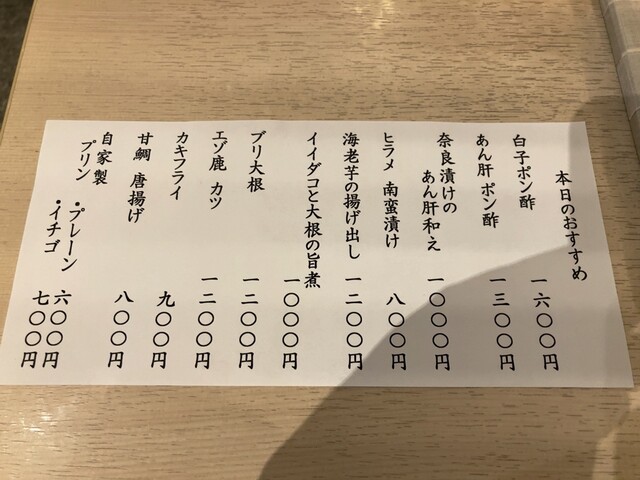 本日のおすすめ
白子ポン酢 一六〇〇円
あん肝 ポン酢 一三〇〇円
奈良漬けの
あん肝和え 一〇〇〇円
ヒラメ 南蛮漬け 八〇〇円
海老芋の揚げ出し 一二〇〇円
イイダコと大根の旨煮 一〇〇〇円
ブリ大根 一二〇〇円
エゾ鹿 カツ 一二〇〇円
カキフライ 九〇〇円
甘鯛 唐揚げ 八〇〇円
自家製
プリン
・プレーン 六〇〇円
・イチゴ 七〇〇円